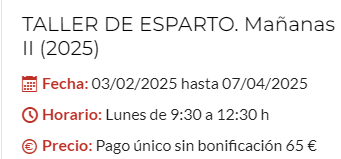 TALLER DE ESPARTO. Mañanas
II (2025)
Fecha: 03/02/2025 hasta 07/04/2025
Horario: Lunes de 9:30 a 12:30 h
Precio: Pago único sin bonificación 65 €